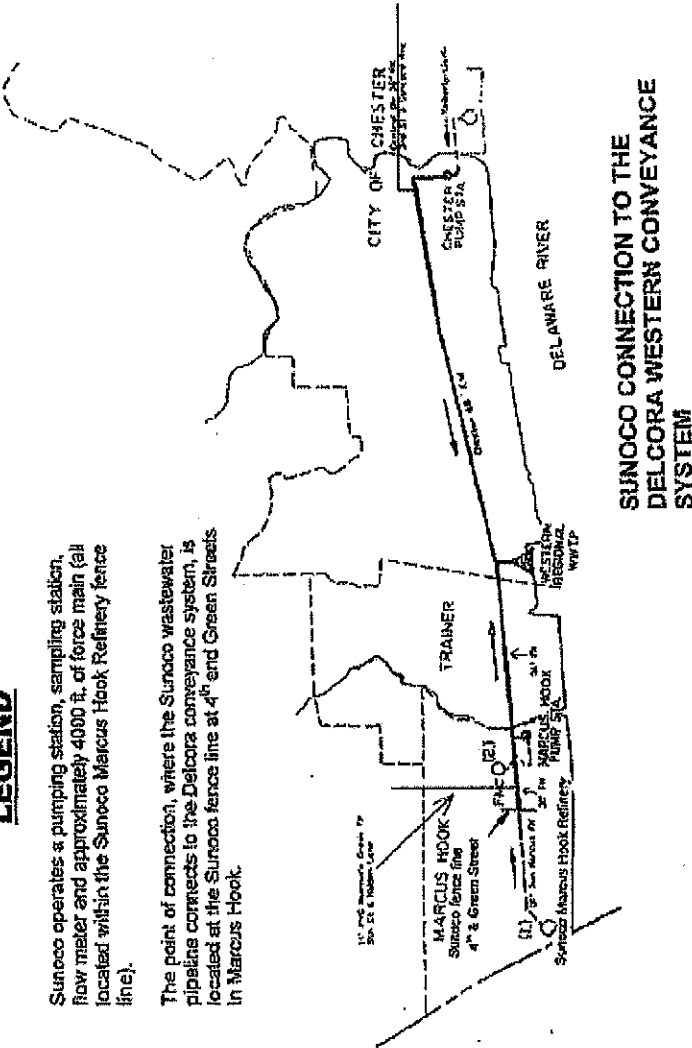 LEGEND
Sunoco operates a pumping station, sampling station,
flow meter and approximately 4000 ft. of force main (all
located within the Sunoco Marcus Hook Refinery fence
line).
The point of connection, where the Sunoco wastewater
pipeline connects to the Delcora conveyance system, is
located at the Sunoco fence line at 4th and Green Streets
in Marcus Hook.
CITY OF CHESTER
CHESTER
PUMP STA.
DELAWARE RIVER
TRAINER
WESTERN
REGIONAL
WWTP
MARCUS HOOK
PUMP STA.
FMC
[2]
MARCUS HOOK
Sunoco fence line
4th & Green Street
[1]
Sunoco Marcus Hook Refinery
SUNOCO CONNECTION TO THE
DELCORA WESTERN CONVEYANCE
SYSTEM